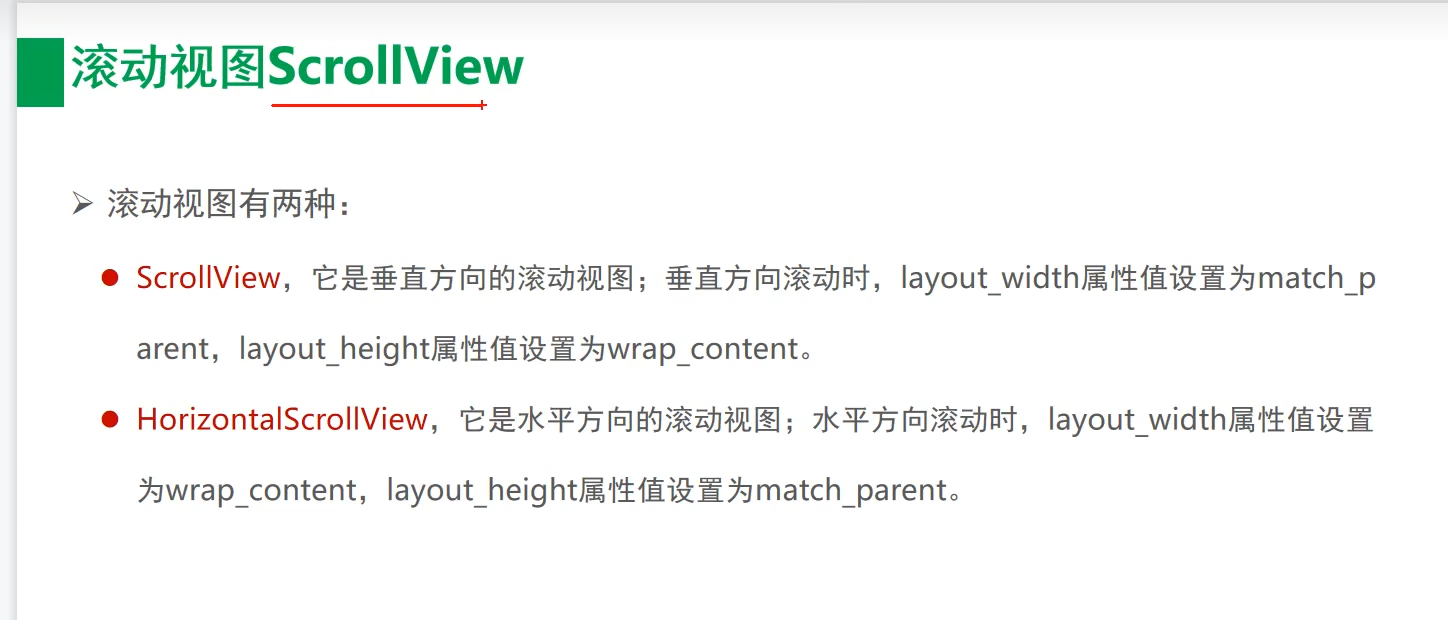 滚动视图ScrollView
滚动视图有两种：
ScrollView，它是垂直方向的滚动视图；垂直方向滚动时，layout_width属性值设置为match_p
arent，layout_height属性值设置为wrap_content。
HorizontalScrollView，它是水平方向的滚动视图；水平方向滚动时，layout_width属性值设置
为wrap_content，layout_height属性值设置为match_parent。